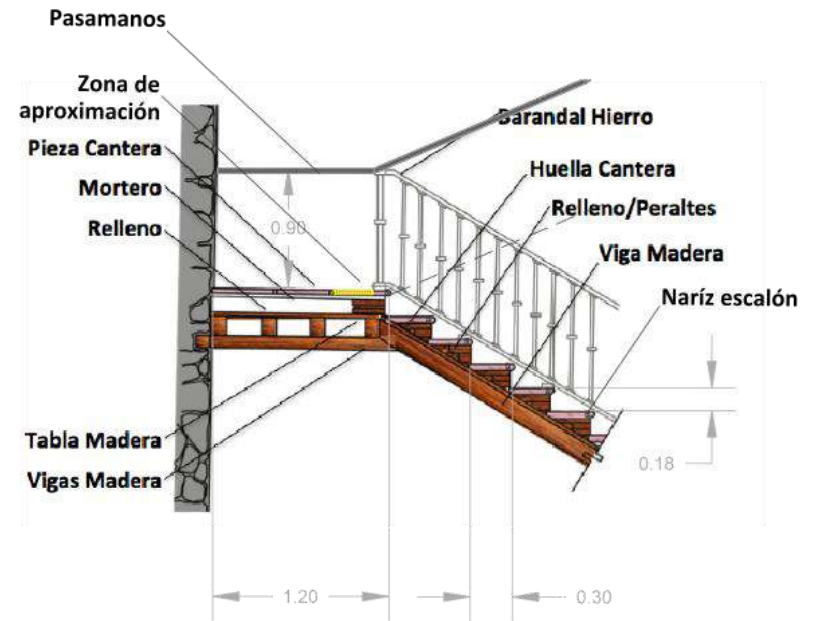 Pasamanos
Zona de
aproximación
Pieza Cantera
Mortero
Relleno
Barandal Hierro
Huella Cantera
Relleno/Peraltes
Viga Madera
Naríz escalón
0.90
Tabla Madera
Vigas Madera
0.18
1.20
0.30